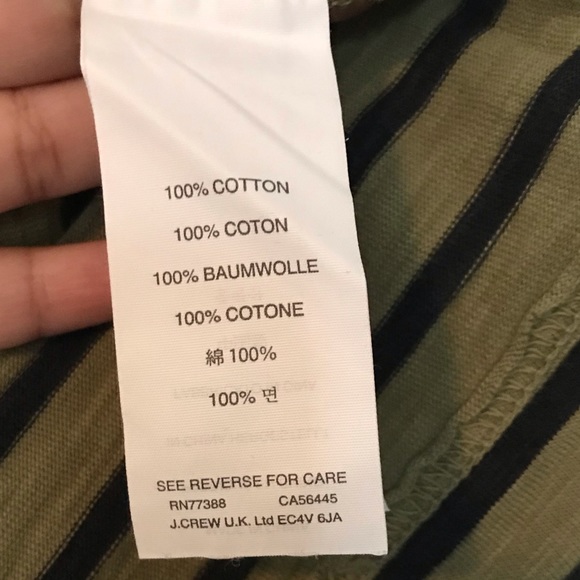 100% COTTON
100% COTON
100% BAUMWOLLE
100% COTONE
綿 100%
100% 면
SEE REVERSE FOR CARE
RN77388 CA56445
J.CREW U.K. Ltd EC4V 6JA